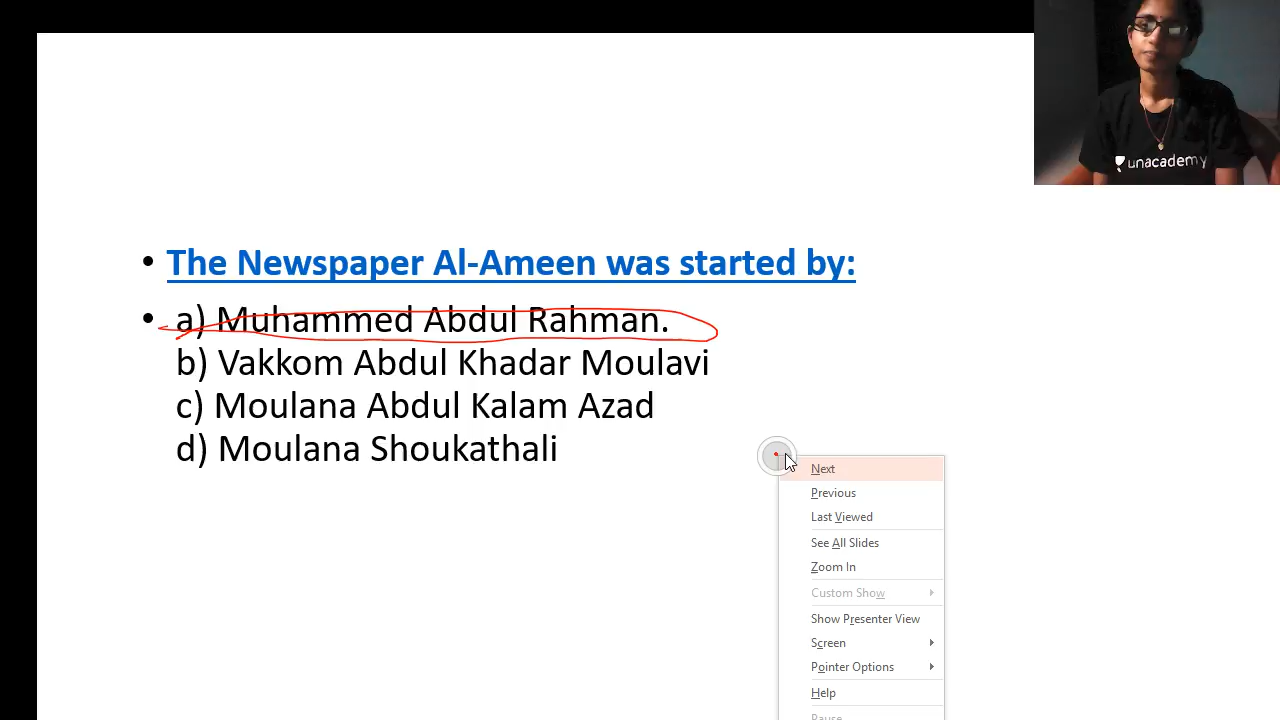 unacademy
• The Newspaper Al-Ameen was started by:
• a) Muhammed Abdul Rahman.
b) Vakkom Abdul Khadar Moulavi
c) Moulana Abdul Kalam Azad
d) Moulana Shoukathali
Next
Previous
Last Viewed
See All Slides
Zoom In
Custom Show
Show Presenter View
Screen
Pointer Options
Help
Pause